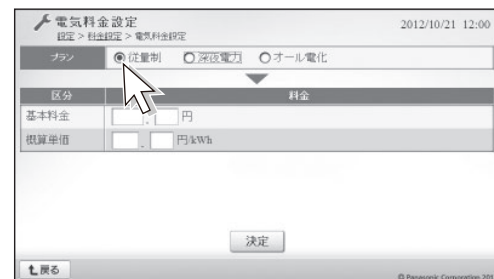 電気料金設定
2012/10/21 12:00
設定 > 料金設定 > 電気料金設定
プラン 従量制 深夜電力 オール電化
区分 料金
基本料金 . 円
概算単価 . 円/kWh
決定
戻る
© Panasonic Corporation 201